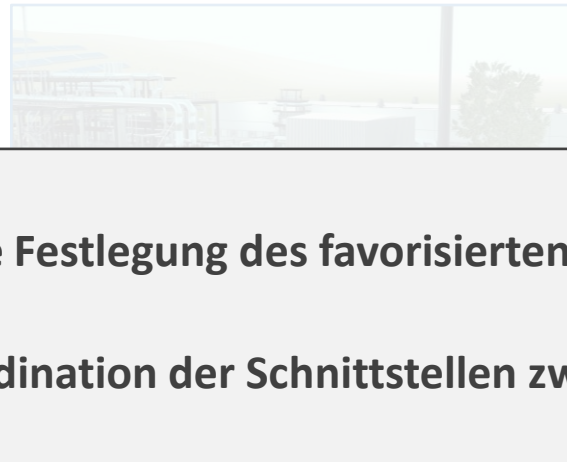 e Festlegung des favorisierten
dination der Schnittstellen zw